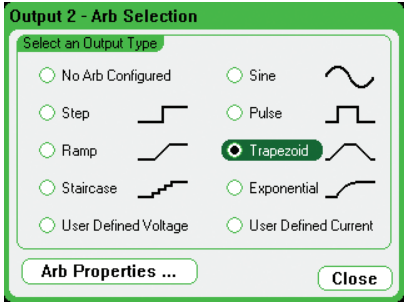 Output 2 - Arb Selection
Select an Output Type
No Arb Configured
Sine
Step
Pulse
Ramp
Trapezoid
Staircase
Exponential
User Defined Voltage
User Defined Current
Arb Properties ...
Close